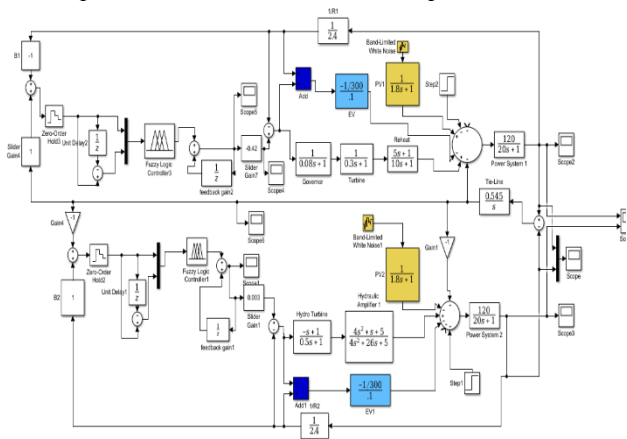 1/R1
1
2.4
Band-Limited
White Noise
B1
-1
Step2
PV1
1
1.8s + 1
Scope5
Add
-1/300
.1
EV
Zero-Order
Hold3
Unit Delay2
1
z
Slider
Gain4
1
Fuzzy Logic
Controller3
1
z
feedback gain2
-0.42
Slider
Gain7
Scope4
1
0.08s + 1
Governor
1
0.3s + 1
Turbine
5s + 1
10s + 1
Reheat
120
20s + 1
Power System 1
Scope2
Tie-Line
0.545
s
Gain4
-1
Scope6
Gain1
-1
Scope
Band-Limited
White Noise1
Zero-Order
Hold2
Unit Delay1
1
z
Fuzzy Logic
Controller1
B2
1
1
z
feedback-gain1
0.003
Slider
Gain1
PV2
1
1.8s + 1
Hydro Turbine
-s + 1
0.5s + 1
Hydraulic
Amplifier 1
4s² + s + 5
4s² + 26s + 5
120
20s + 1
Power System 2
Scope3
Step1
Add1
-1/300
.1
EV1
1/R2
1
2.4